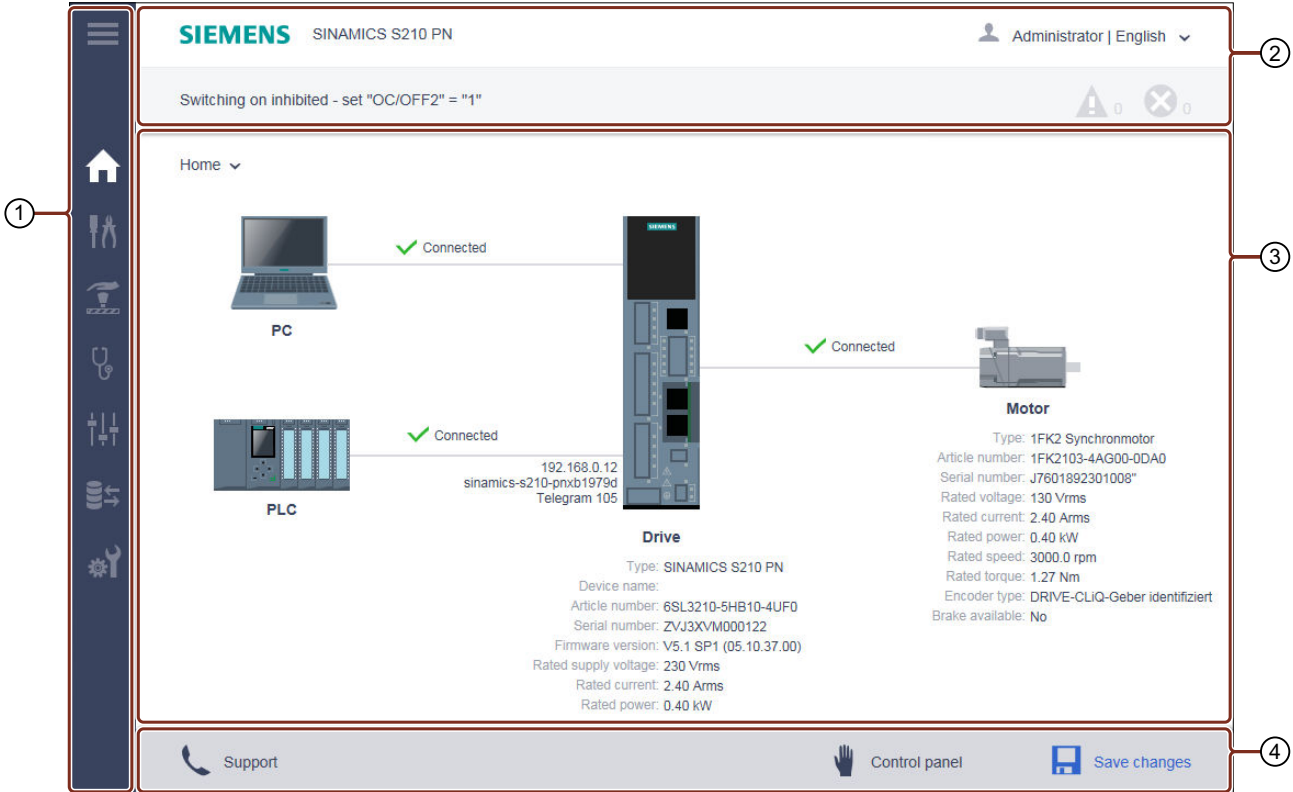 SIEMENS SINAMICS S210 PN Administrator | English
2
Switching on inhibited - set "OC/OFF2" = "1" 0 0
Home
1
3
SIEMENS
Connected
PC
Connected
Motor
Type: 1FK2 Synchronmotor
Article number: 1FK2103-4AG00-0DA0
Serial number: J7601892301008"
Rated voltage: 130 Vrms
Rated current: 2.40 Arms
Rated power: 0.40 kW
Rated speed: 3000.0 rpm
Rated torque: 1.27 Nm
Encoder type: DRIVE-CLiQ-Geber identifiziert
Brake available: No
Connected
192.168.0.12
sinamics-s210-pnxb1979d
Telegram 105
PLC
Drive
Type: SINAMICS S210 PN
Device name:
Article number: 6SL3210-5HB10-4UF0
Serial number: ZVJ3XVM000122
Firmware version: V5.1 SP1 (05.10.37.00)
Rated supply voltage: 230 Vrms
Rated current: 2.40 Arms
Rated power: 0.40 kW
Support Control panel Save changes
4